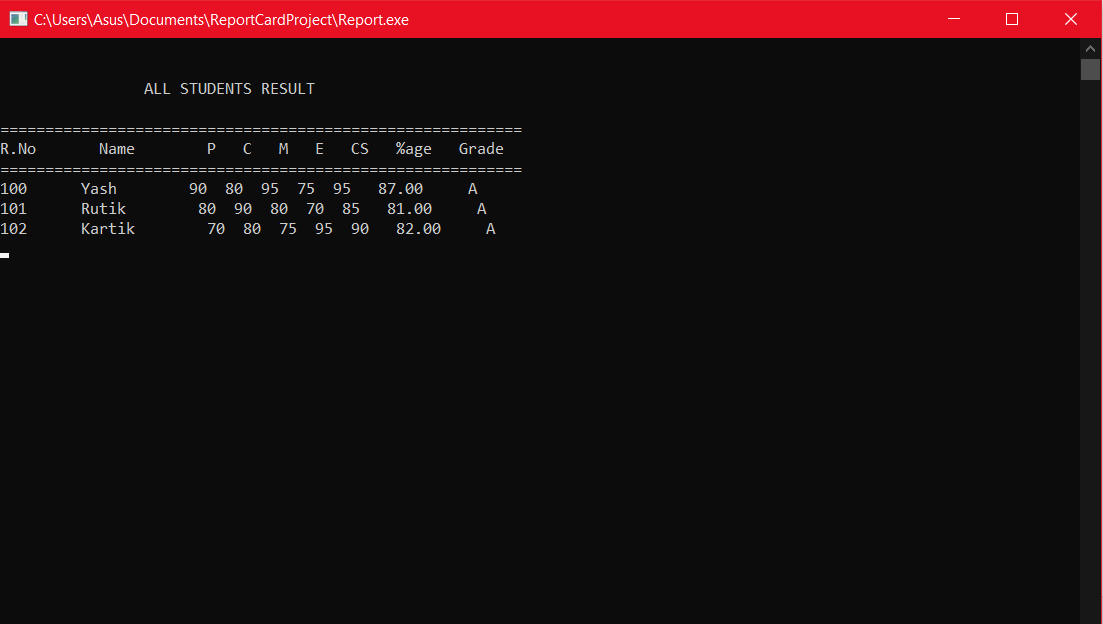 C:\Users\Asus\Documents\ReportCardProject\Report.exe
ALL STUDENTS RESULT
==========================================================
R.No       Name        P   C   M   E   CS   %age   Grade
==========================================================
100      Yash        90  80  95  75  95   87.00     A
101      Rutik        80  90  80  70  85   81.00     A
102      Kartik        70  80  75  95  90   82.00     A